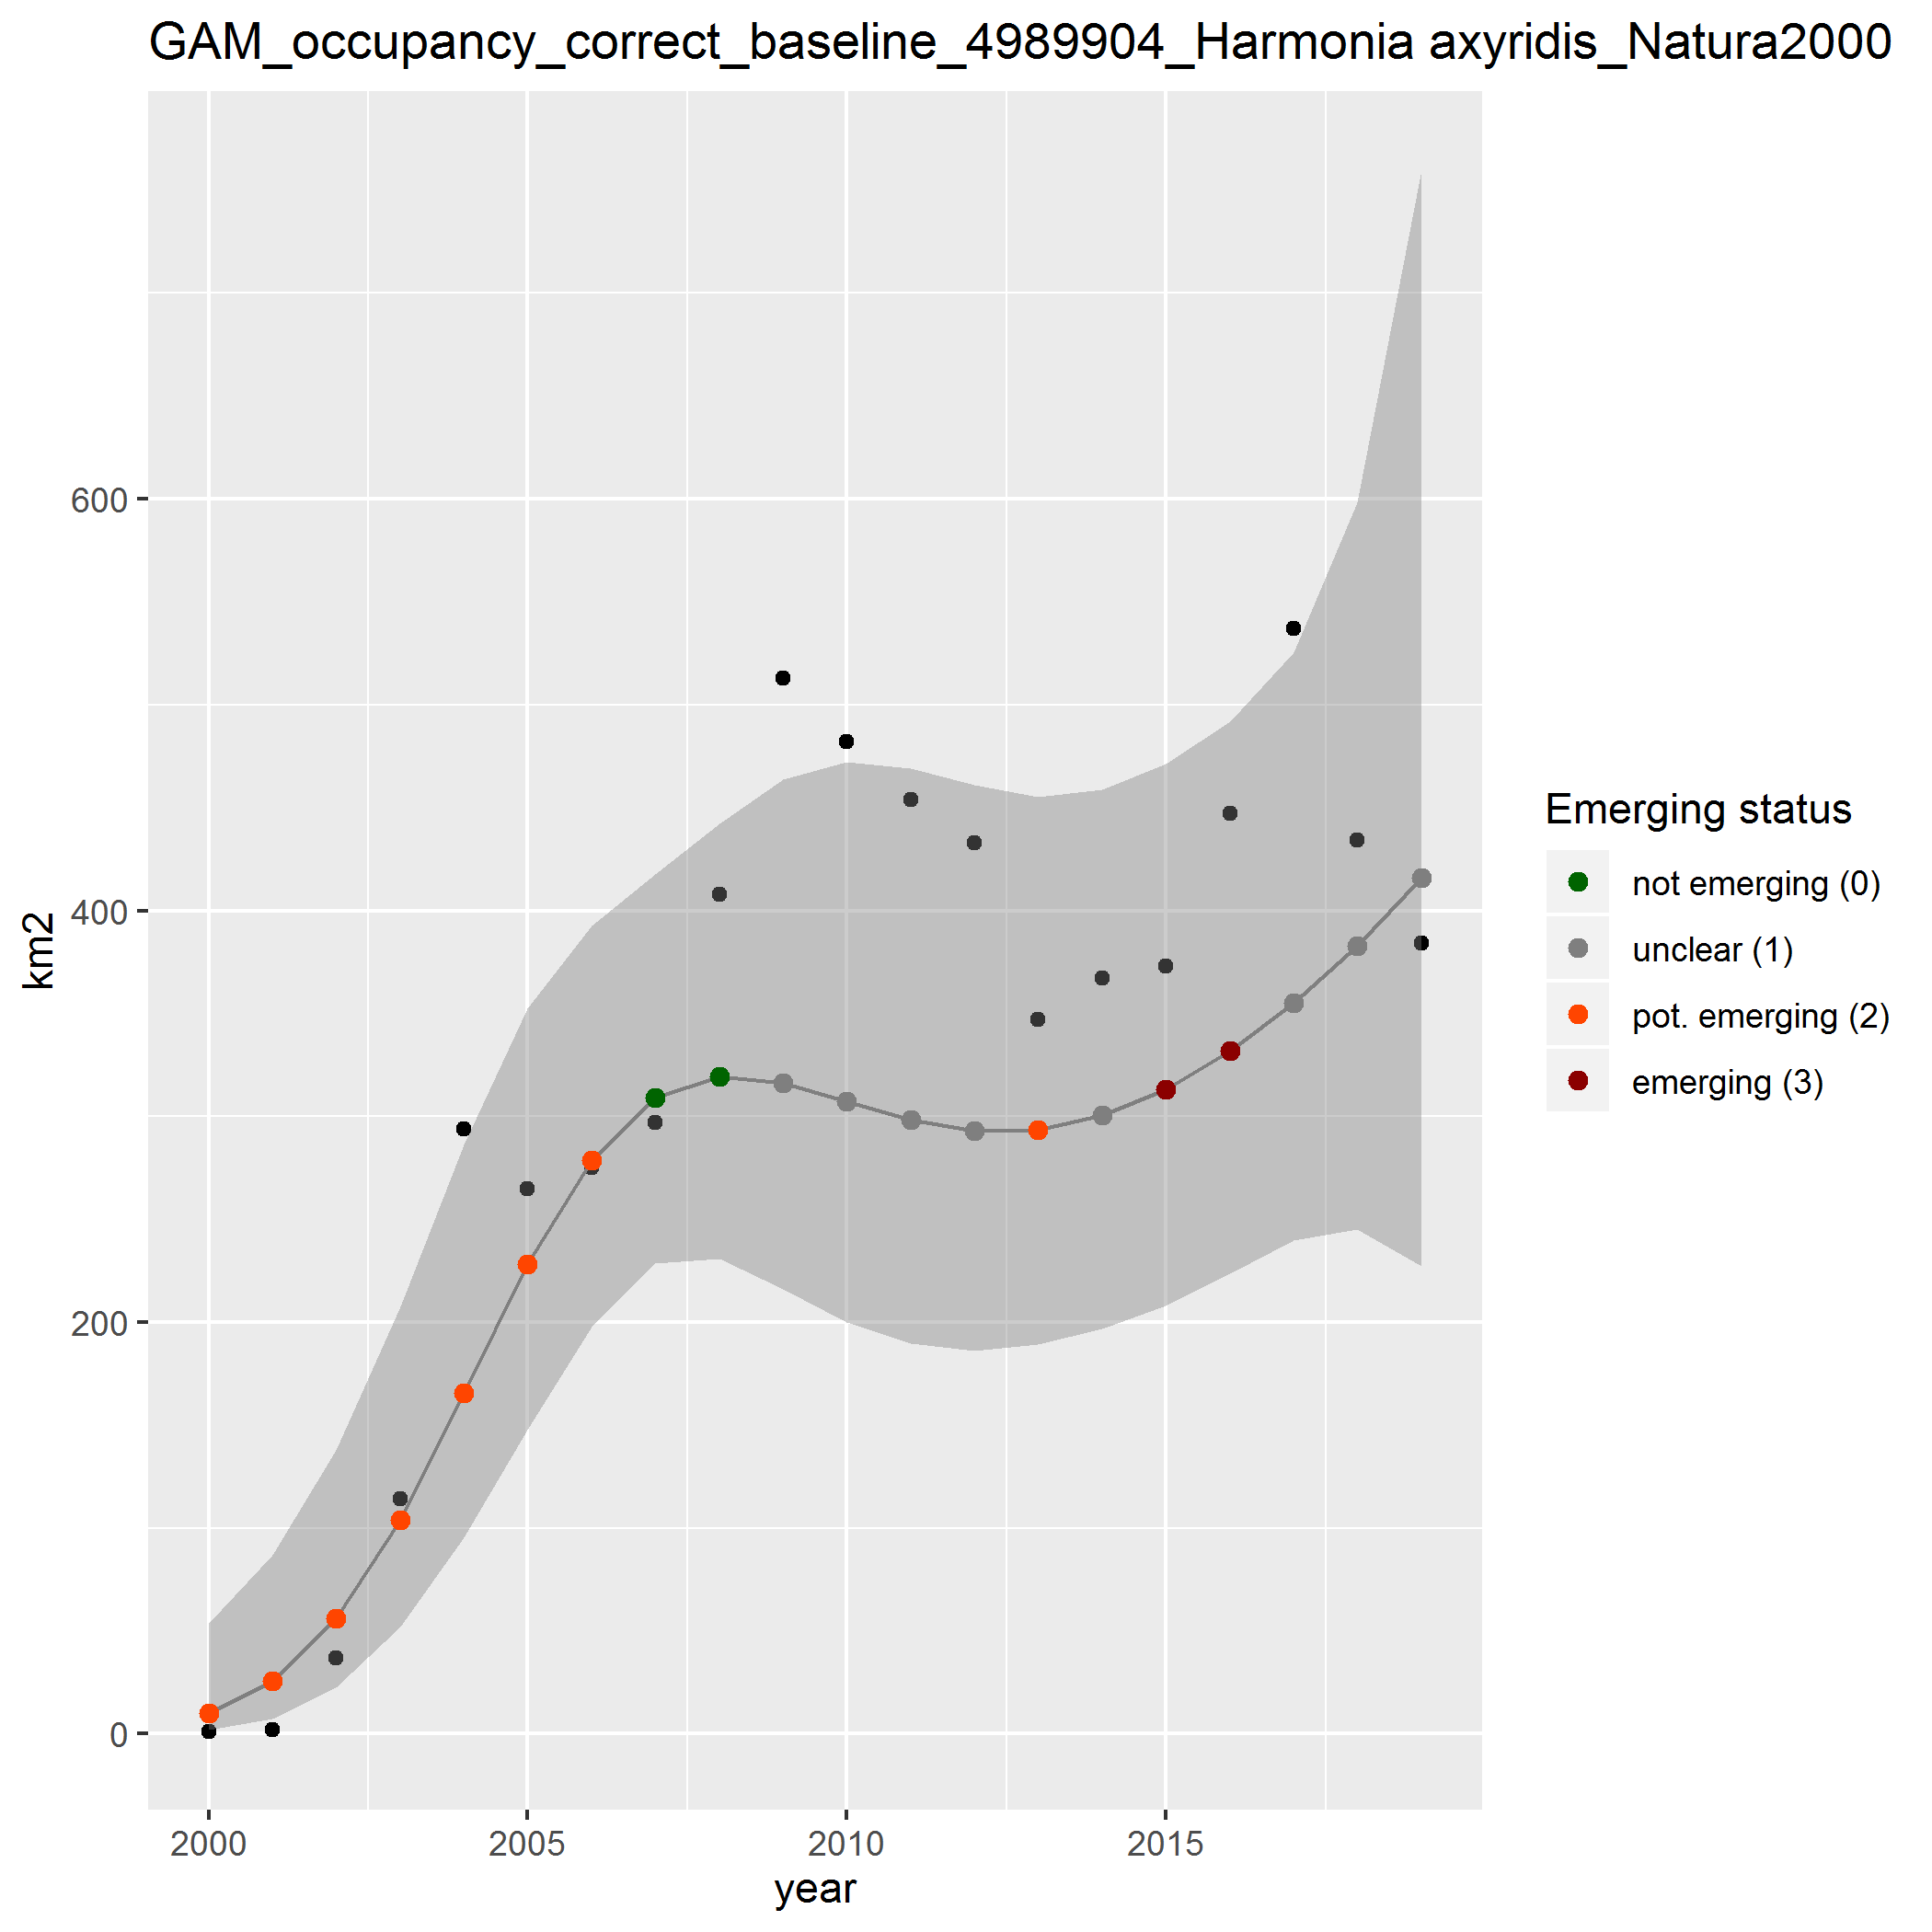 GAM_occupancy_correct_baseline_4989904_Harmonia axyridis_Natura2000
600
400
200
0
km2
2000
2005
2010
2015
year
Emerging status
not emerging (0)
unclear (1)
pot. emerging (2)
emerging (3)